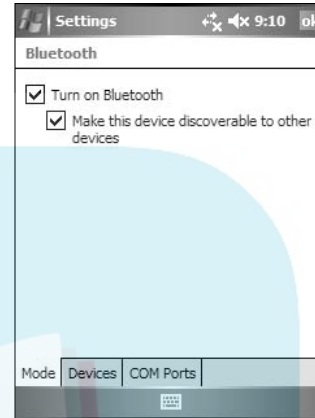 Settings 9:10 ok
Bluetooth
Turn on Bluetooth
Make this device discoverable to other
devices
Mode Devices COM Ports